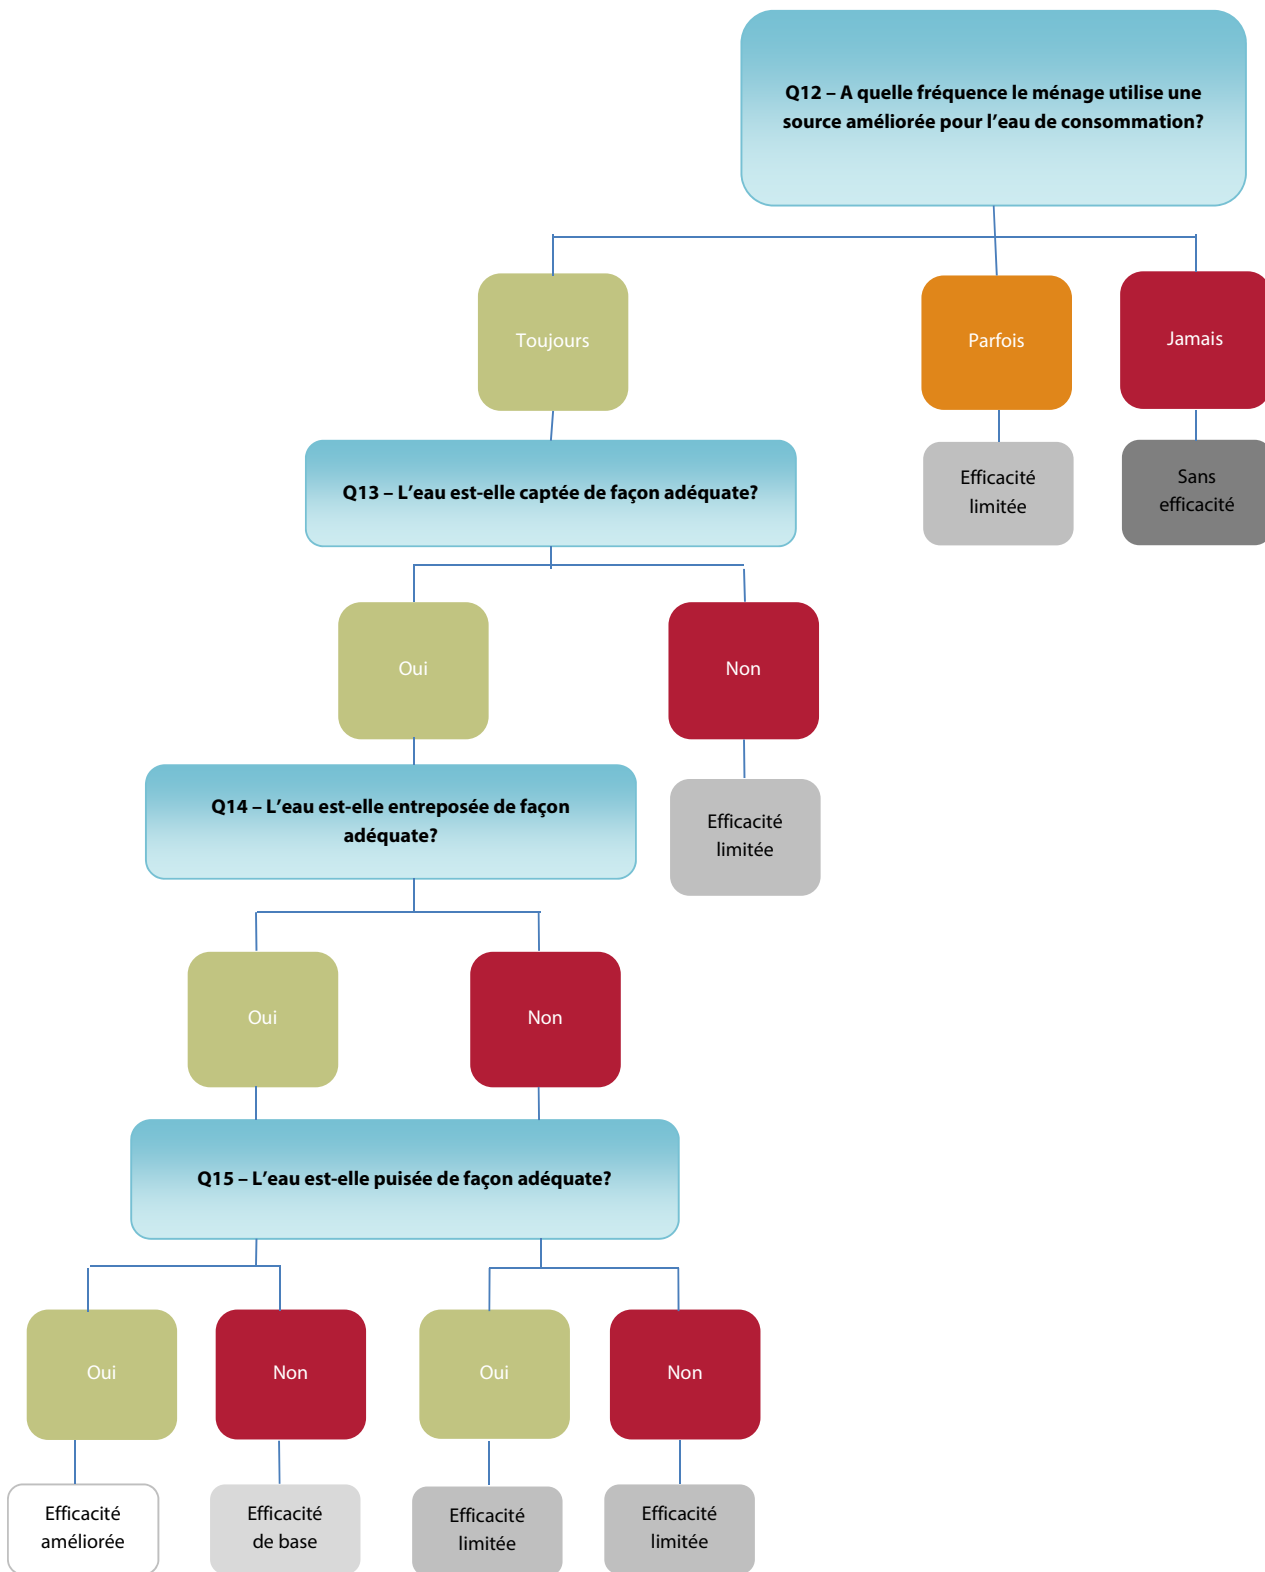 Q12 – A quelle fréquence le ménage utilise une
source améliorée pour l’eau de consommation?
Toujours
Parfois
Jamais
Efficacité
limitée
Sans
efficacité
Q13 – L’eau est-elle captée de façon adéquate?
Oui
Non
Efficacité
limitée
Q14 – L’eau est-elle entreposée de façon
adéquate?
Oui
Non
Q15 – L’eau est-elle puisée de façon adéquate?
Oui
Non
Oui
Non
Efficacité
améliorée
Efficacité
de base
Efficacité
limitée
Efficacité
limitée